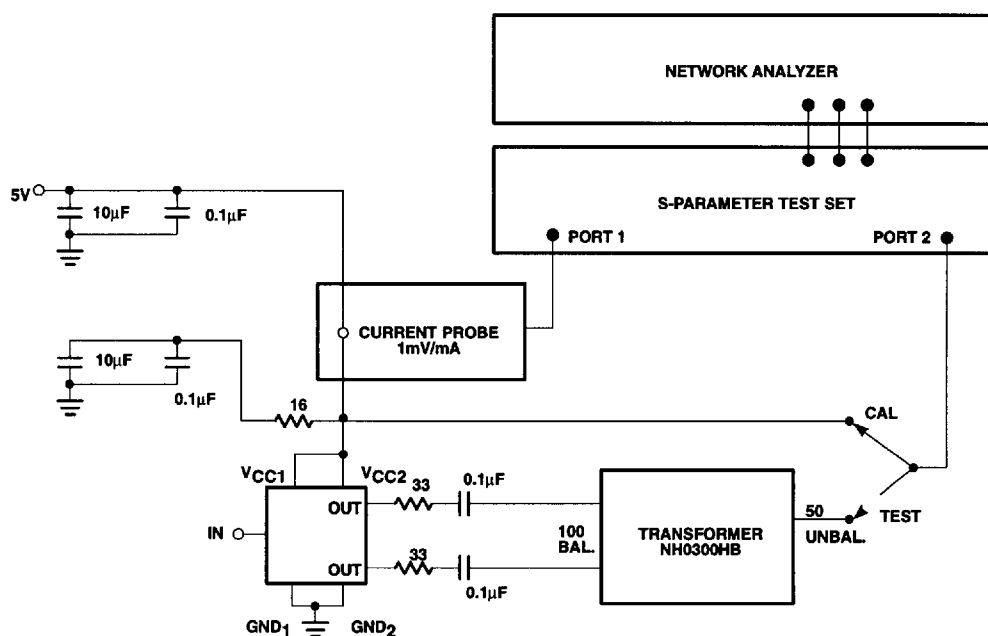 NETWORK ANALYZER
S-PARAMETER TEST SET
PORT 1
PORT 2
5V
10µF
0.1µF
CURRENT PROBE
1mV/mA
10µF
0.1µF
16
CAL
VCC1
VCC2
33
0.1µF
OUT
IN
OUT
33
0.1µF
100
BAL.
TRANSFORMER
NH0300HB
50
UNBAL.
TEST
GND1
GND2